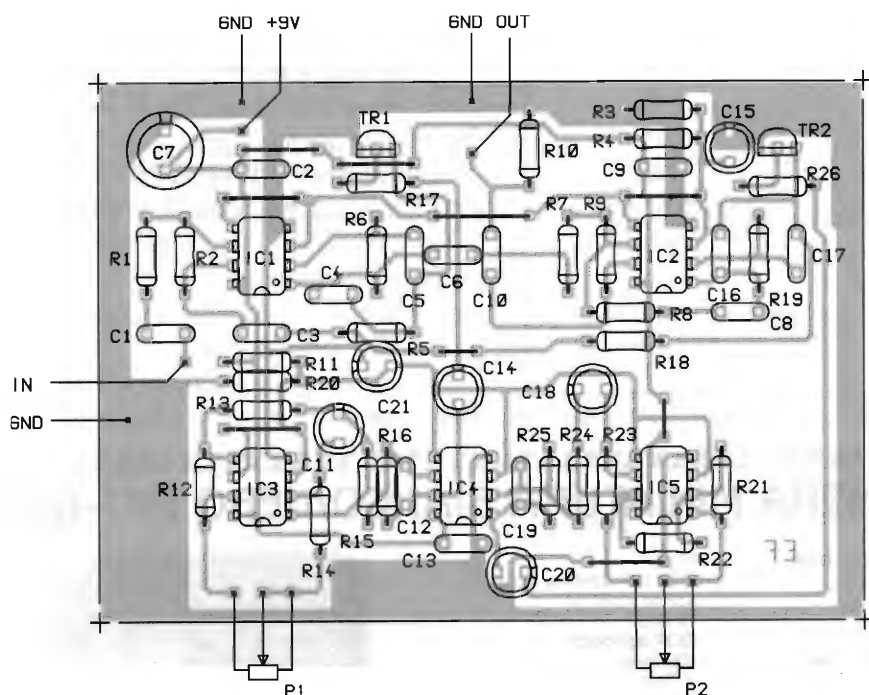 GND +9V
GND OUT
TR1
R3
C15
TR2
C7
R10
R4
C2
C9
R17
R26
R6
R7
R9
R1
R2
IC1
C6
IC2
C17
C4
C5
C10
C16
R19
R8
C8
C1
C3
R5
R18
R11
C14
IN
R20
C18
C21
R13
GND
C11
R16
R25
R24
R23
R12
IC3
IC4
IC5
R21
C12
C19
R15
C13
R22
R14
C20
P1
P2